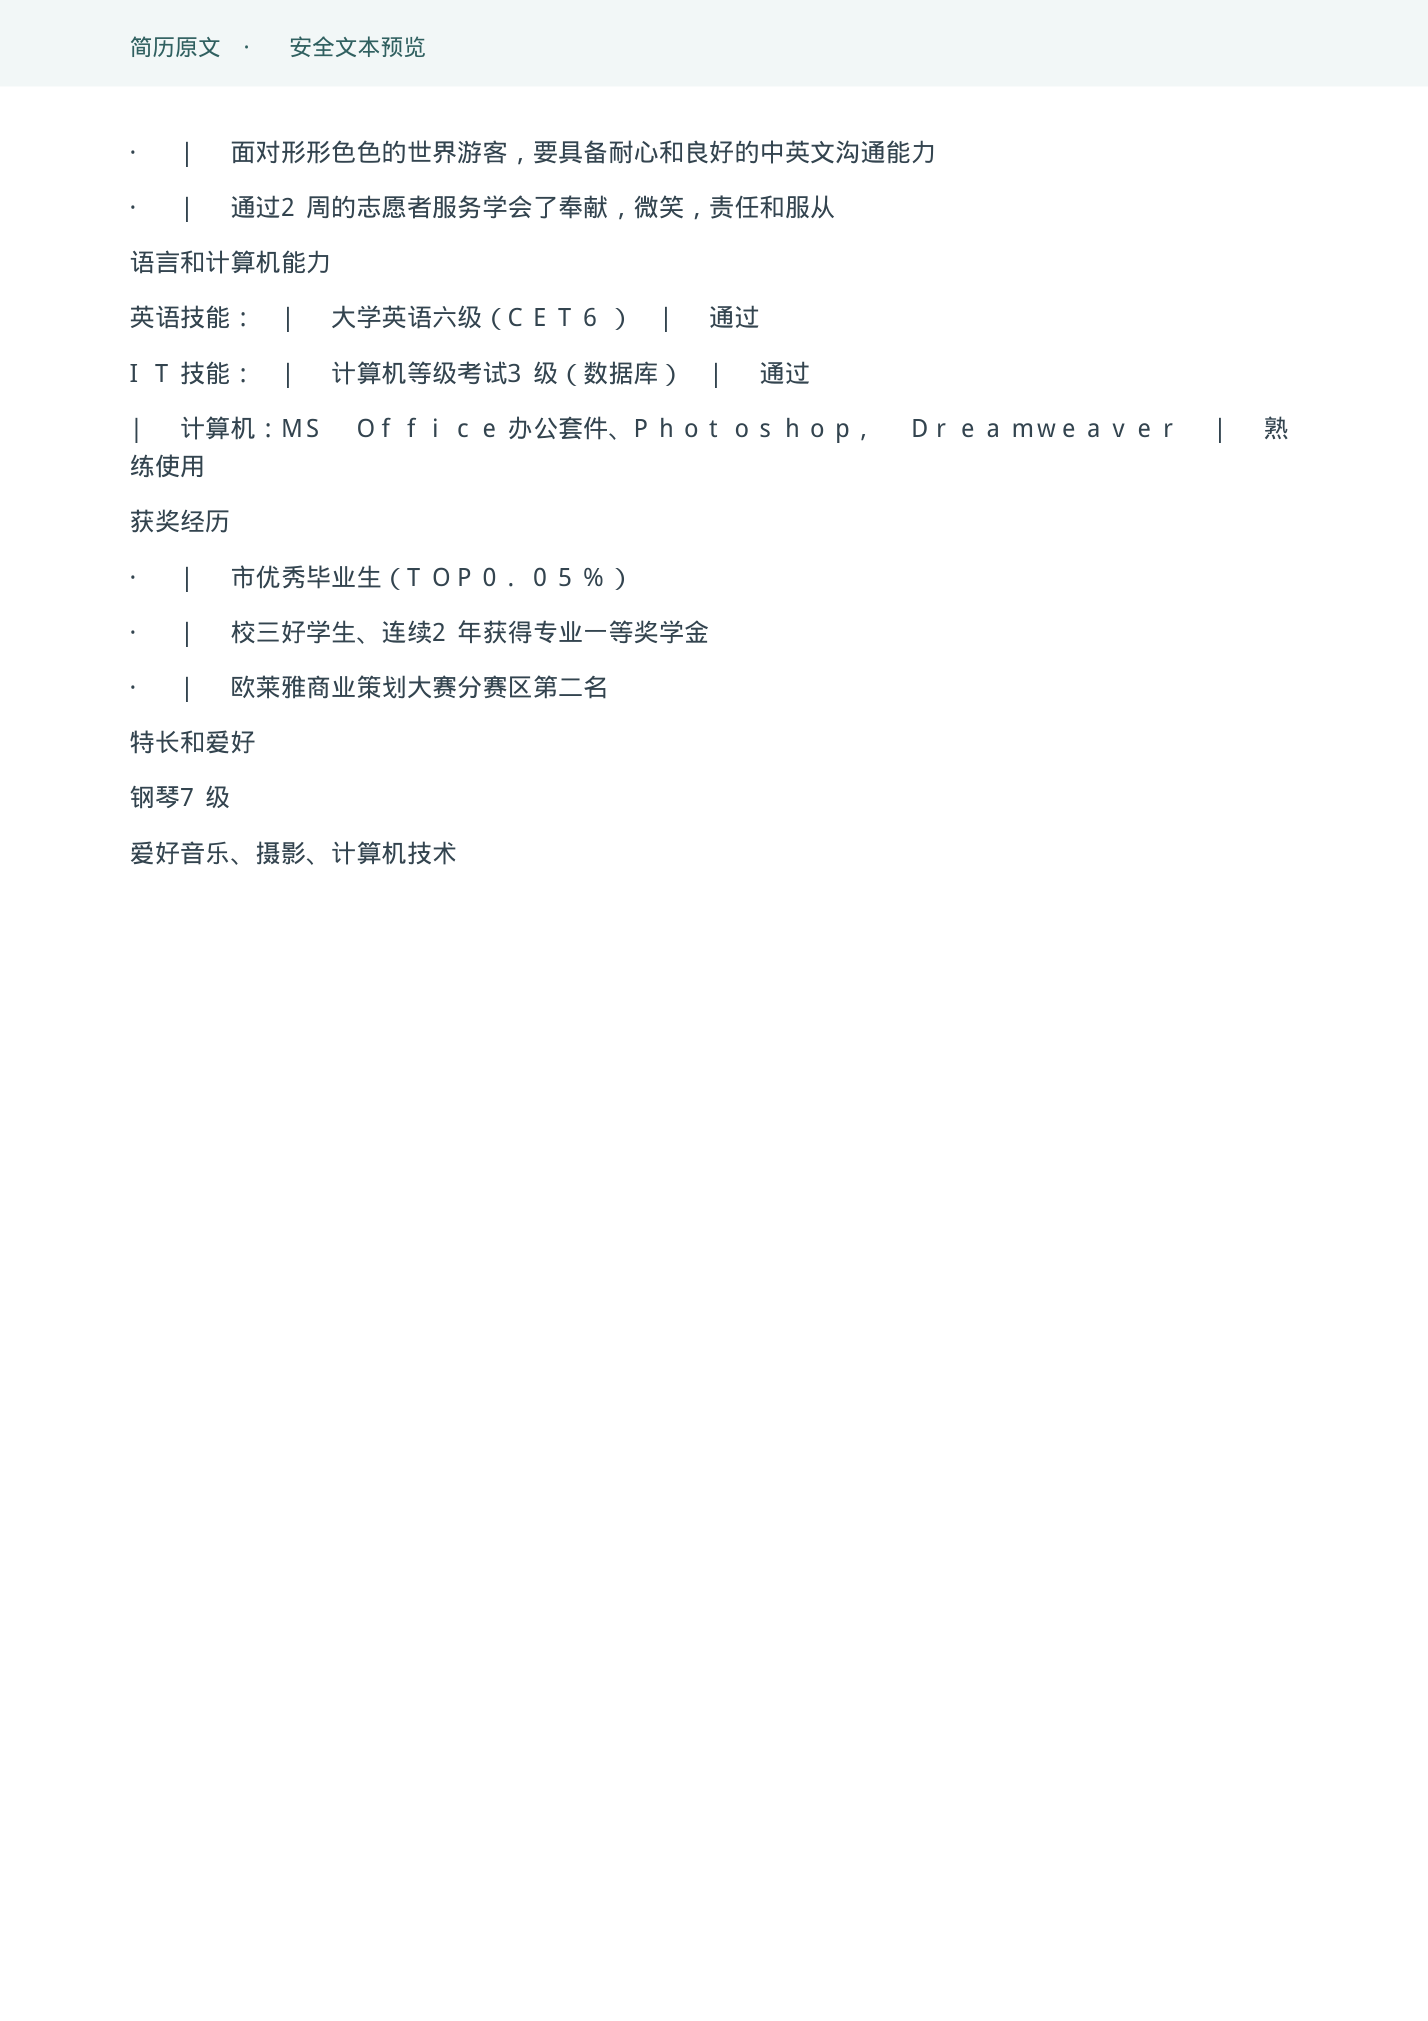 简历原文 · 安全文本预览
· | 面对形形色色的世界游客，要具备耐心和良好的中英文沟通能力
· | 通过2 周的志愿者服务学会了奉献，微笑，责任和服从
语言和计算机能力
英语技能： | 大学英语六级（CET6） | 通过
IT技能： | 计算机等级考试3 级（数据库） | 通过
| 计算机：MS Office办公套件、Photoshop, Dreamweaver | 熟
练使用
获奖经历
· | 市优秀毕业生（TOP0.05%）
· | 校三好学生、连续2 年获得专业一等奖学金
· | 欧莱雅商业策划大赛分赛区第二名
特长和爱好
钢琴7 级
爱好音乐、摄影、计算机技术